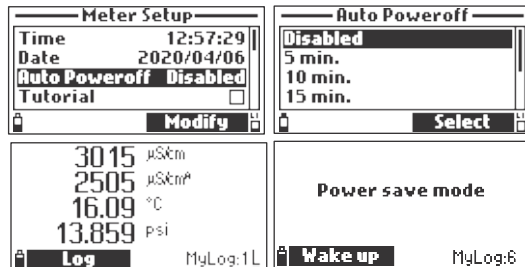 Meter Setup
Time 12:57:29
Date 2020/04/06
Auto Poweroff Disabled
Tutorial
Modify
Auto Poweroff
Disabled
5 min.
10 min.
15 min.
Select
3015 µS/cm
2505 µS/cmᴬ
16.09 °C
13.859 psi
Log MyLog:1L
Power save mode
Wake up MyLog:6